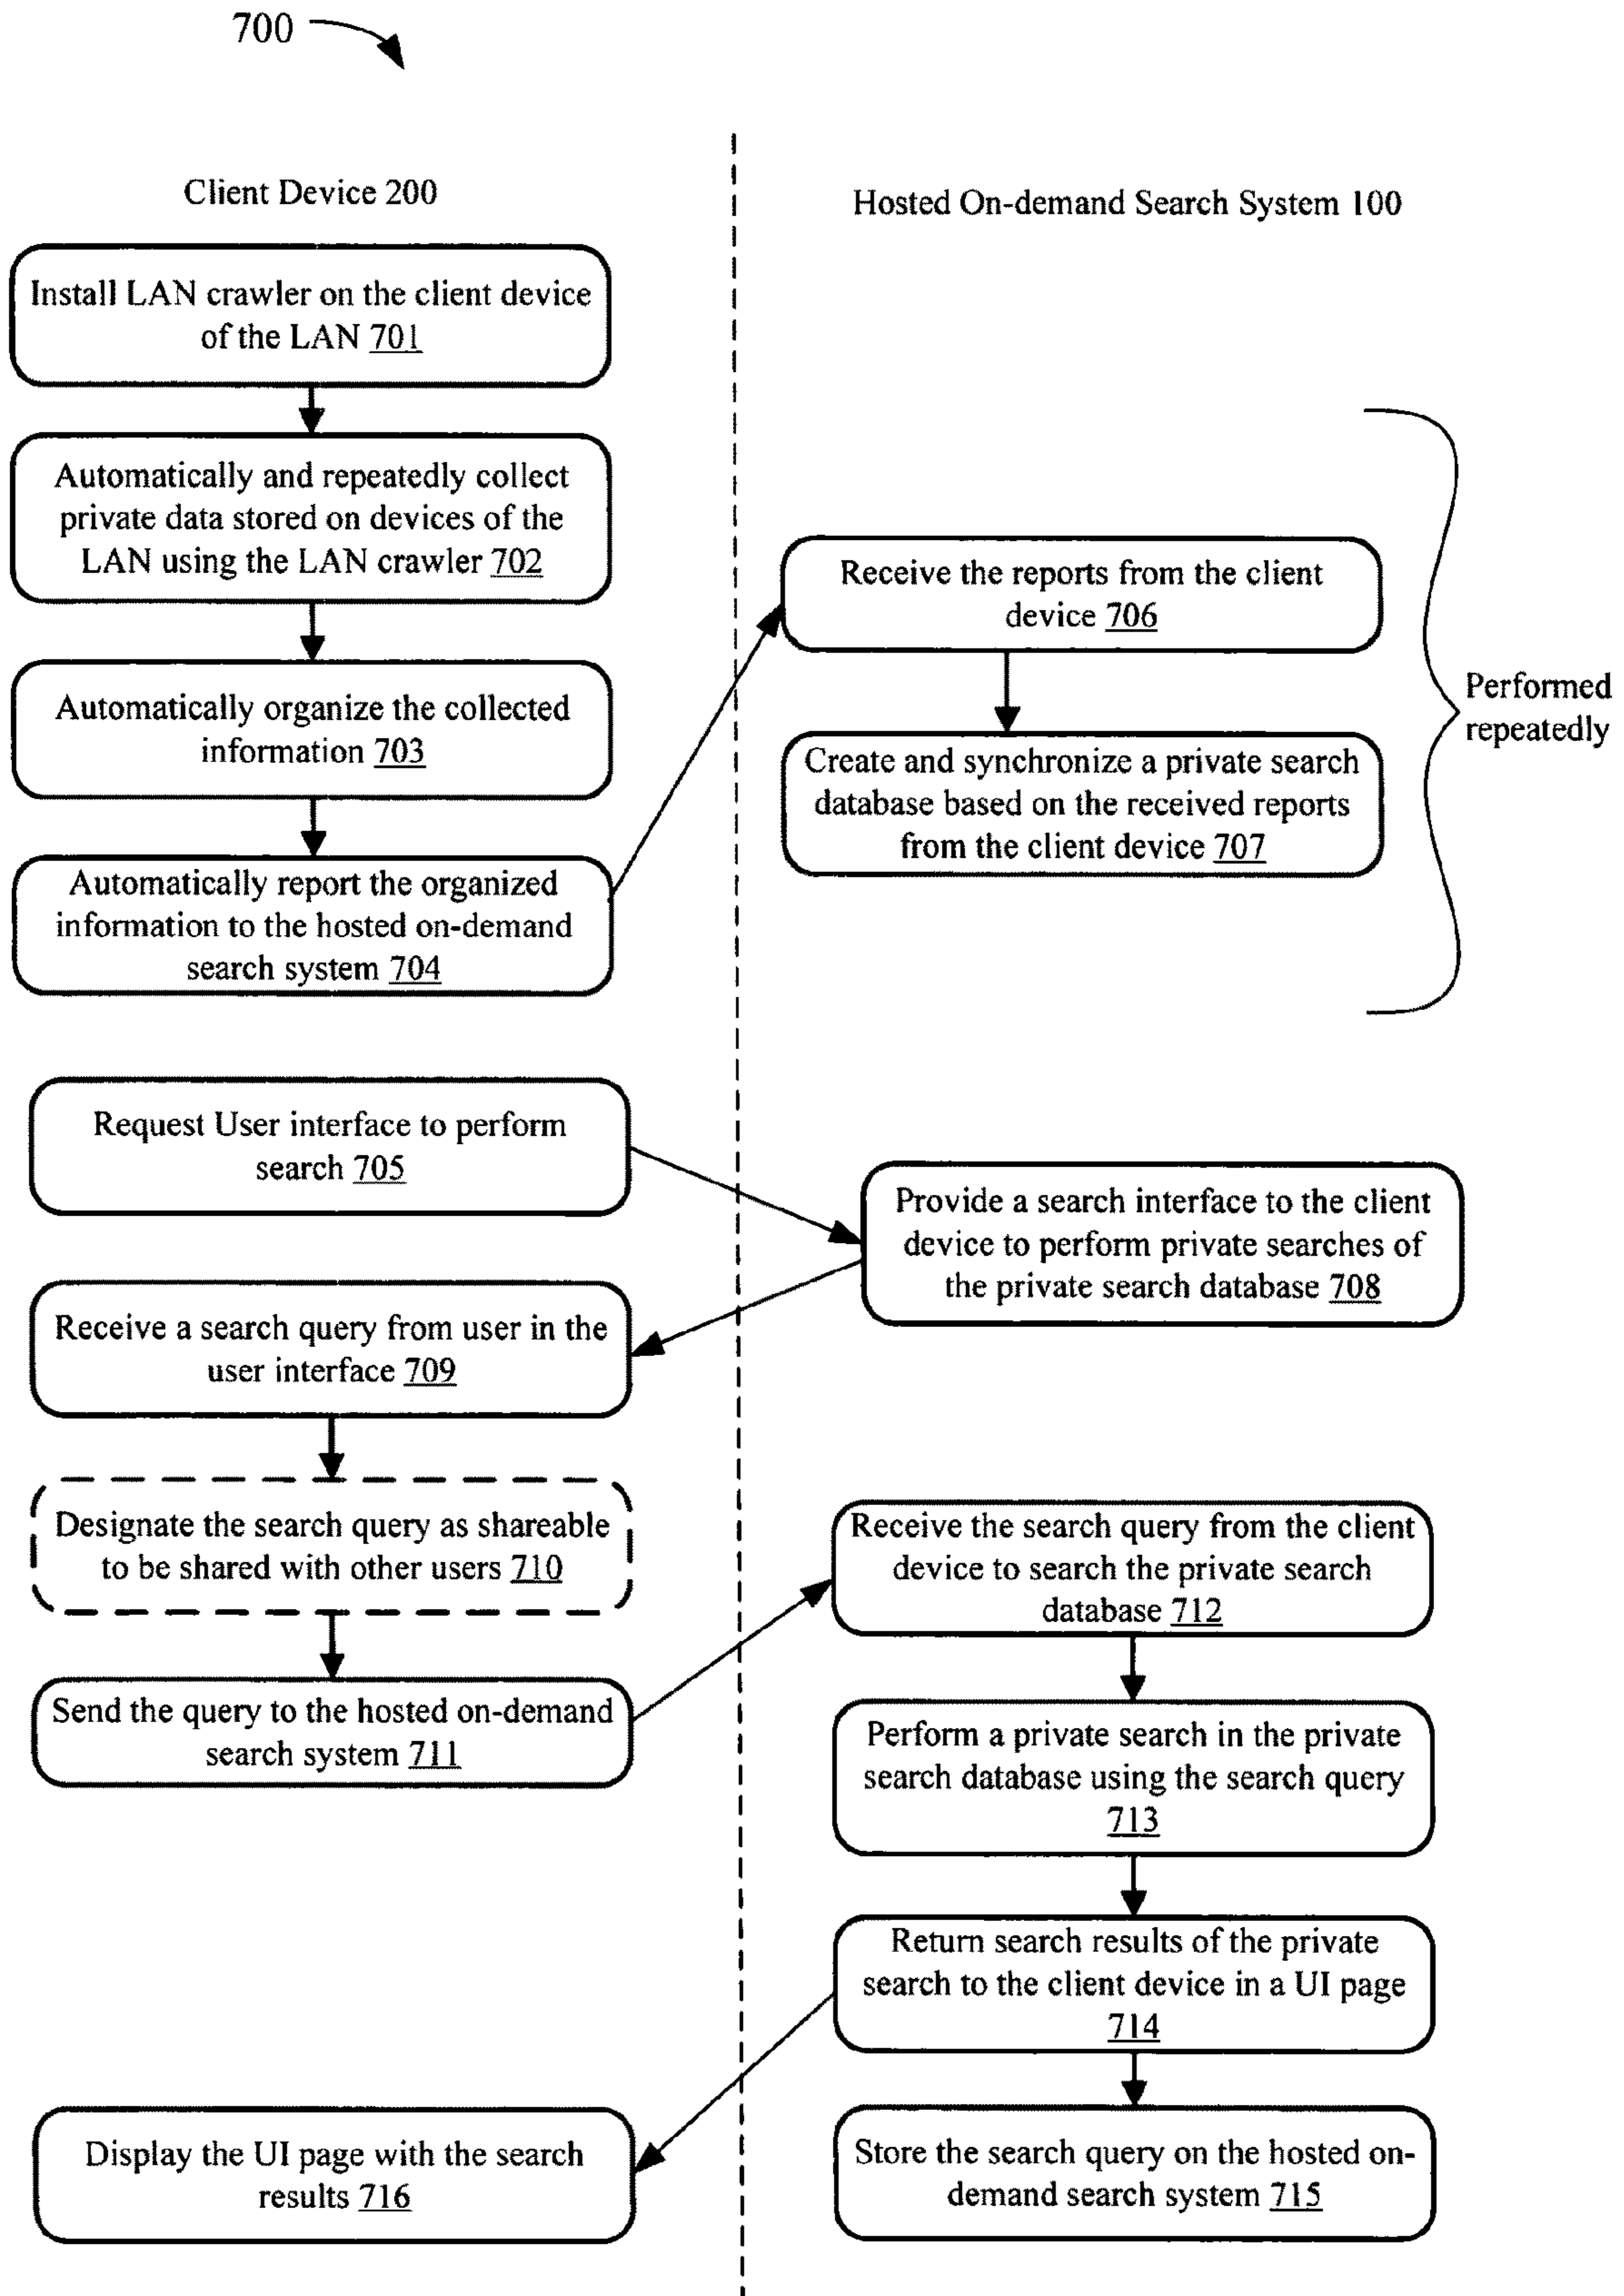 700
Client Device 200
Hosted On-demand Search System 100
Install LAN crawler on the client device
of the LAN 701
Automatically and repeatedly collect
private data stored on devices of the
LAN using the LAN crawler 702
Receive the reports from the client
device 706
Automatically organize the collected
information 703
Performed
repeatedly
Create and synchronize a private search
database based on the received reports
from the client device 707
Automatically report the organized
information to the hosted on-demand
search system 704
Request User interface to perform
search 705
Provide a search interface to the client
device to perform private searches of
the private search database 708
Receive a search query from user in the
user interface 709
Designate the search query as shareable
to be shared with other users 710
Send the query to the hosted on-demand
search system 711
Receive the search query from the client
device to search the private search
database 712
Perform a private search in the private
search database using the search query
713
Return search results of the private
search to the client device in a UI page
714
Store the search query on the hosted on-
demand search system 715
Display the UI page with the search
results 716